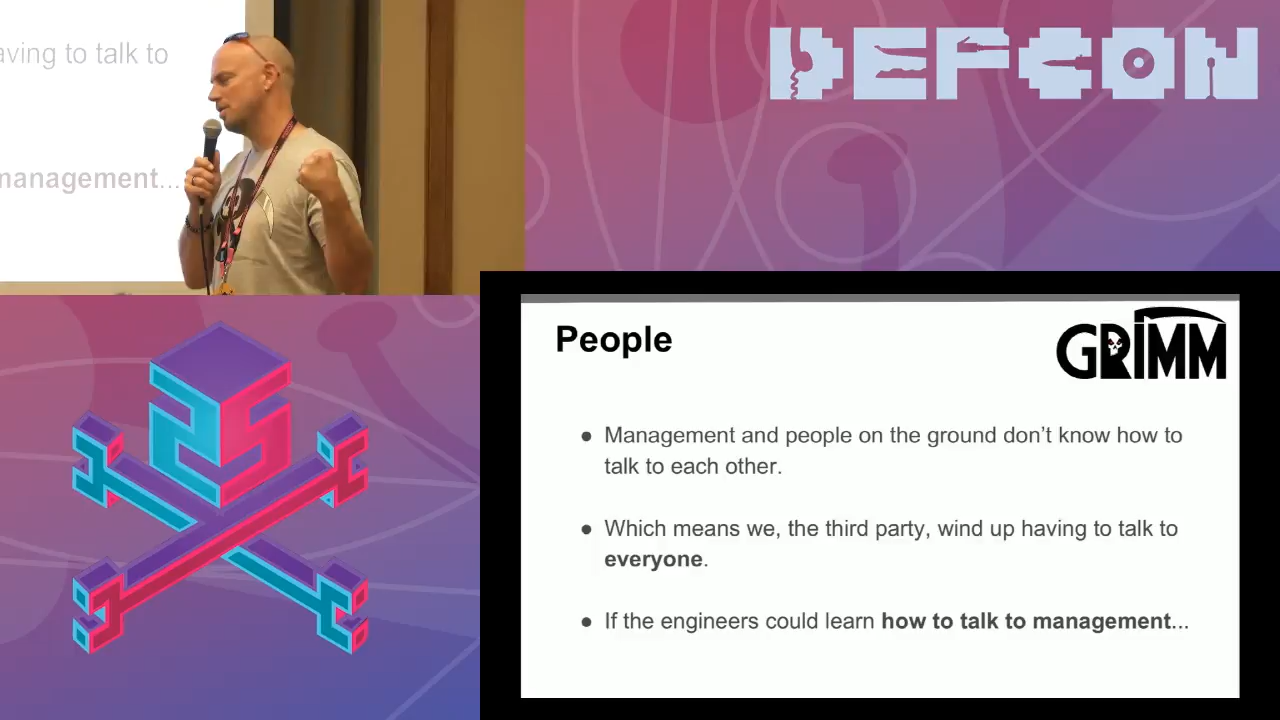 aving to talk to
management...
DEFCON
25
People
GRIMM
● Management and people on the ground don't know how to
talk to each other.
● Which means we, the third party, wind up having to talk to
everyone.
● If the engineers could learn how to talk to management...